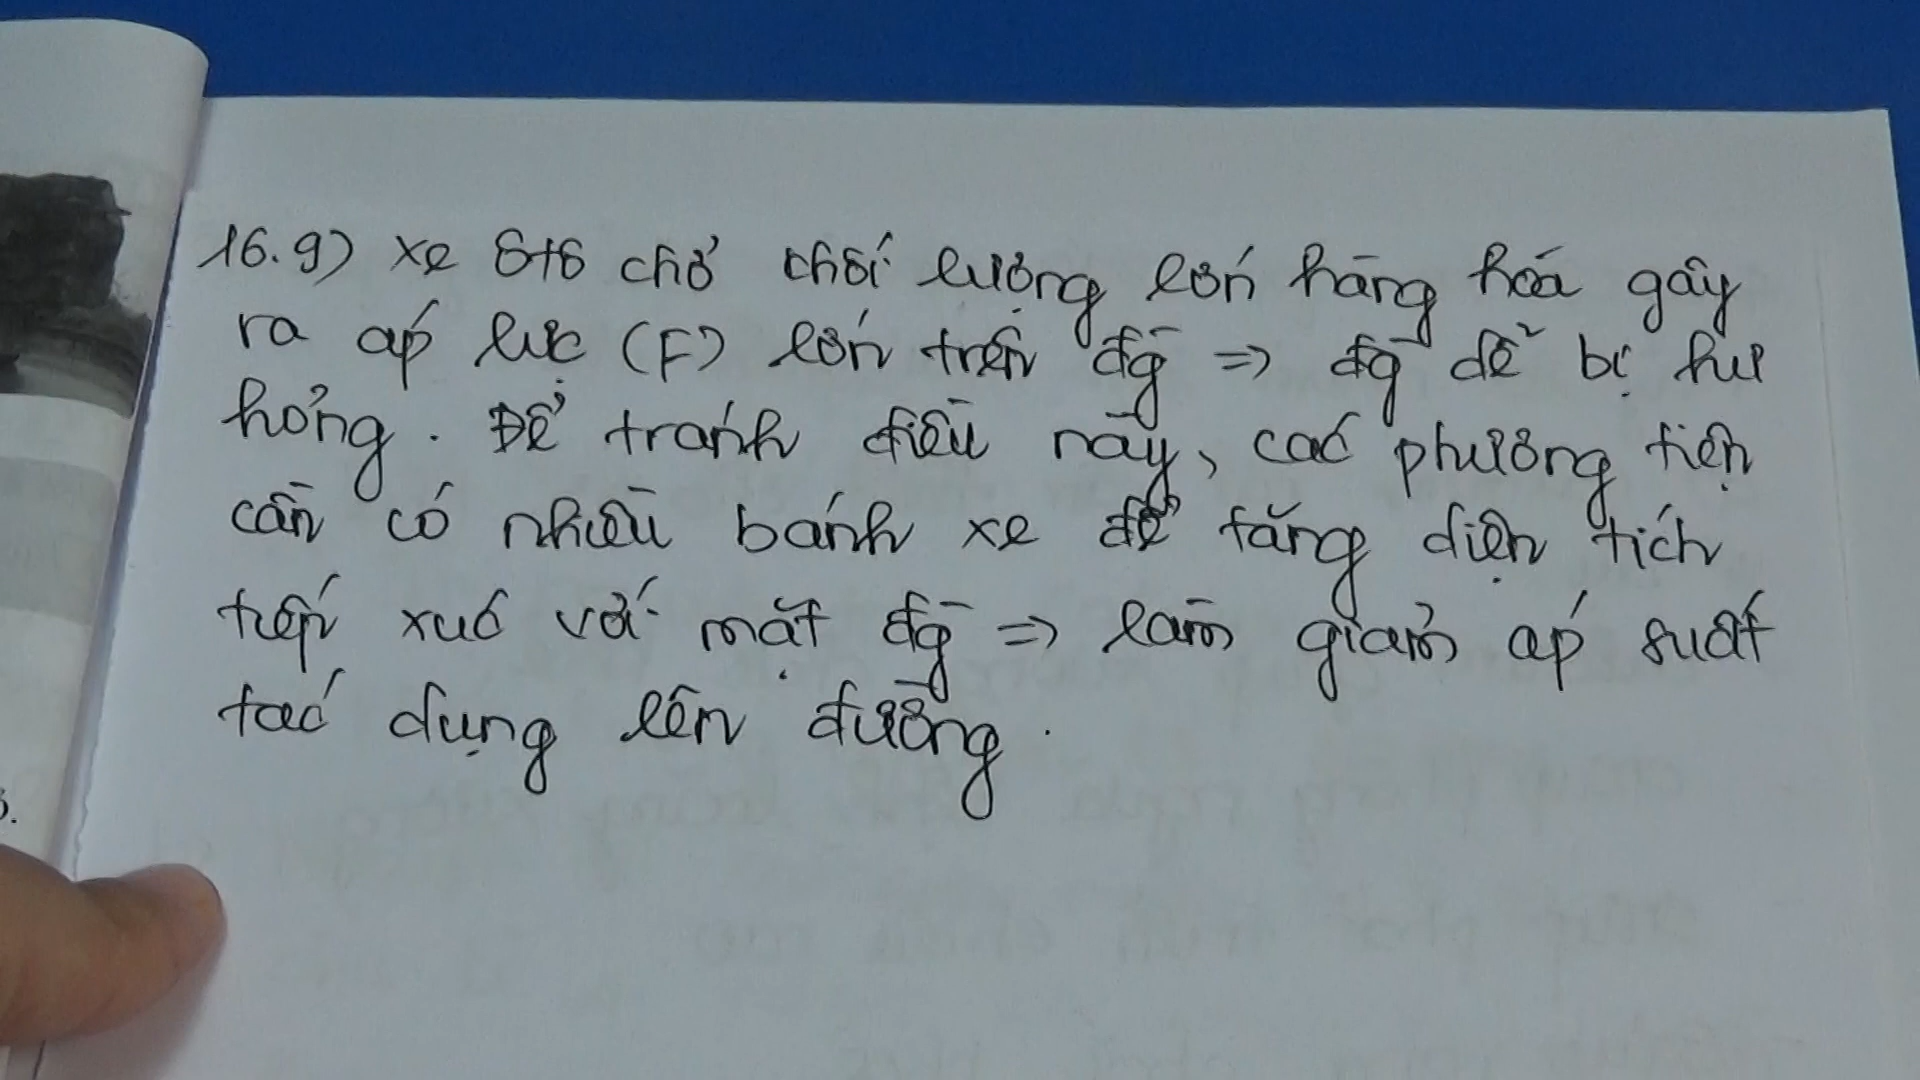 16.9) xe ôtô chở khối lượng lớn hàng hoá gây
ra áp lực (F) lớn trên đg̀ => đg̀ dễ bị hư
hỏng. Để tránh điều này, các phương tiện
cần có nhiều bánh xe để tăng diện tích
tiếp xúc với mặt đg̀ => làm giảm áp suất
tác dụng lên đường.